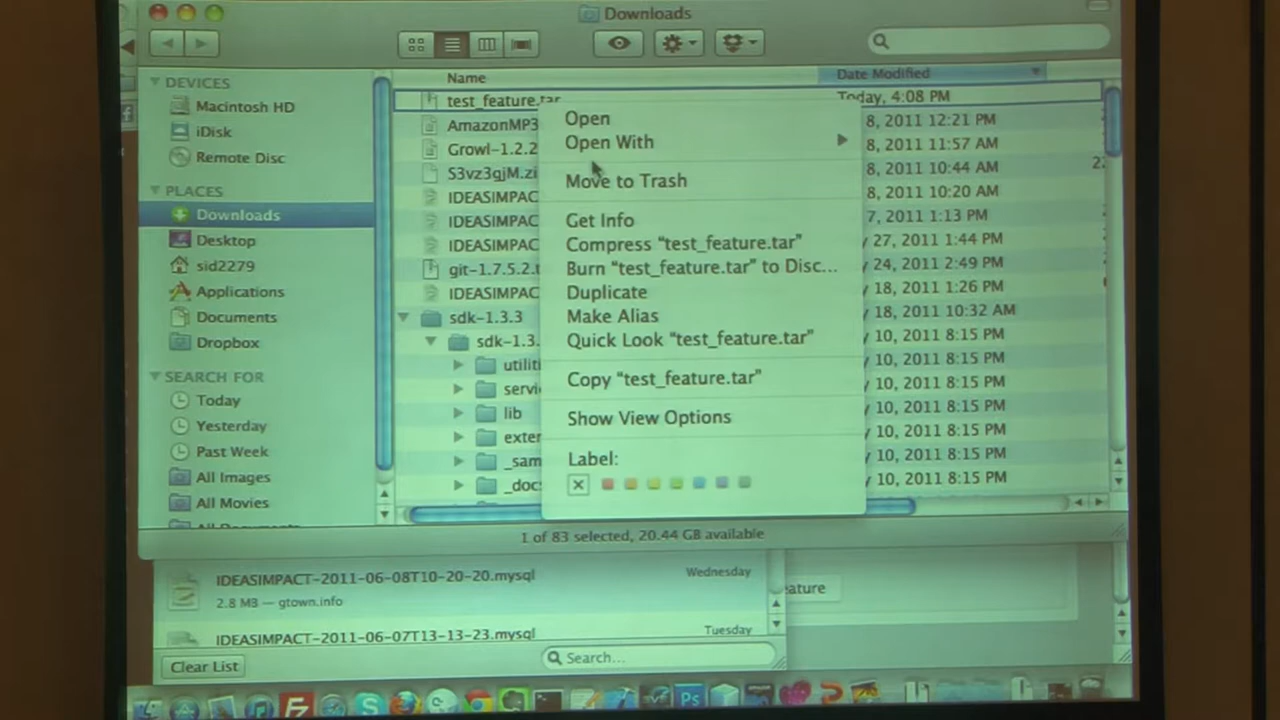 Downloads
DEVICES
Macintosh HD
iDisk
Remote Disc
PLACES
Downloads
Desktop
sid2279
Applications
Documents
Dropbox
SEARCH FOR
Today
Yesterday
Past Week
All Images
All Movies
Name
Date Modified
test_feature.tar
Today, 4:08 PM
AmazonMP3
8, 2011 12:21 PM
Growl-1.2.2
8, 2011 11:57 AM
S3vz3gjM.zi
8, 2011 10:44 AM
IDEASIMPAC
8, 2011 10:20 AM
IDEASIMPAC
7, 2011 1:13 PM
IDEASIMPAC
27, 2011 1:44 PM
git-1.7.5.2.t
24, 2011 2:49 PM
IDEASIMPAC
18, 2011 1:26 PM
sdk-1.3.3
18, 2011 10:32 AM
sdk-1.3.
10, 2011 8:15 PM
utiliti
10, 2011 8:15 PM
servi
10, 2011 8:15 PM
lib
10, 2011 8:15 PM
exter
10, 2011 8:15 PM
_sam
10, 2011 8:15 PM
_doc
10, 2011 8:15 PM
Open
Open With
Move to Trash
Get Info
Compress “test_feature.tar”
Burn “test_feature.tar” to Disc...
Duplicate
Make Alias
Quick Look “test_feature.tar”
Copy “test_feature.tar”
Show View Options
Label:
1 of 83 selected, 20.44 GB available
IDEASIMPACT-2011-06-08T10-20-20.mysql
Wednesday
2.8 MB — gtown.info
IDEASIMPACT-2011-06-07T13-13-23.mysql
Tuesday
eature
Clear List
Search...
Ps